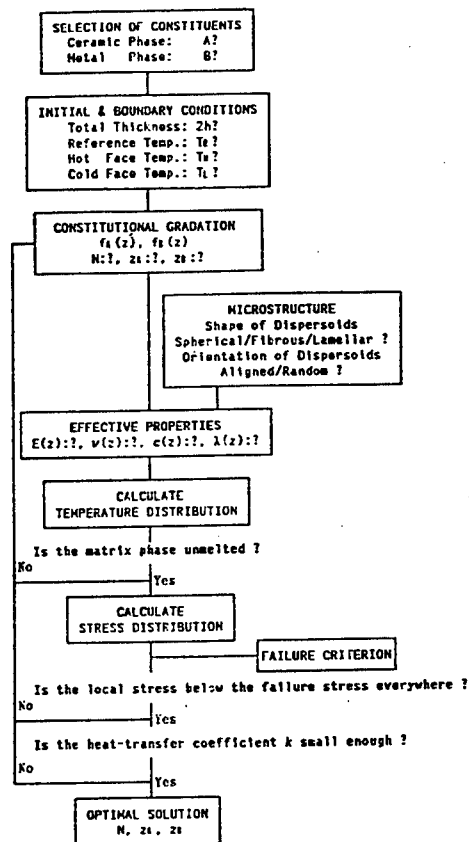 SELECTION OF CONSTITUENTS
Ceramic Phase: A?
Metal Phase: B?
INITIAL & BOUNDARY CONDITIONS
Total Thickness: 2h?
Reference Temp.: TR?
Hot Face Temp.: TH?
Cold Face Temp.: TL?
CONSTITUTIONAL GRADATION
fA(z), fB(z)
N:?, zA:?, zB:?
MICROSTRUCTURE
Shape of Dispersoids
Spherical/Fibrous/Lamellar ?
Orientation of Dispersoids
Aligned/Random ?
EFFECTIVE PROPERTIES
E(z):?, ν(z):?, ε(z):?, λ(z):?
CALCULATE
TEMPERATURE DISTRIBUTION
Is the matrix phase unmelted ?
No
Yes
CALCULATE
STRESS DISTRIBUTION
FAILURE CRITERION
Is the local stress below the failure stress everywhere ?
No
Yes
Is the heat-transfer coefficient k small enough ?
No
Yes
OPTIMAL SOLUTION
N, zA, zB